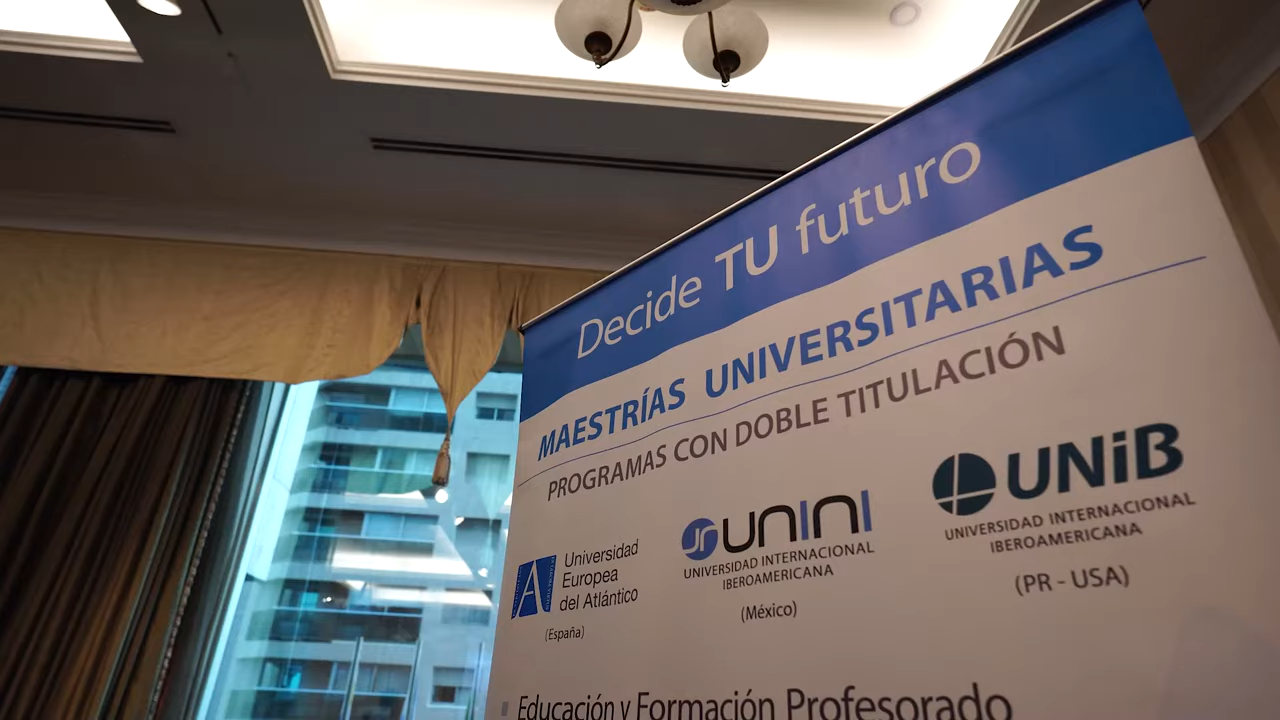 Decide TU futuro
MAESTRÍAS UNIVERSITARIAS
PROGRAMAS CON DOBLE TITULACIÓN
A
Universidad
Europea
del Atlántico
(España)
UNINI
UNIVERSIDAD INTERNACIONAL
IBEROAMERICANA
(México)
UNiB
UNIVERSIDAD INTERNACIONAL
IBEROAMERICANA
(PR - USA)
Educación y Formación Profesorado